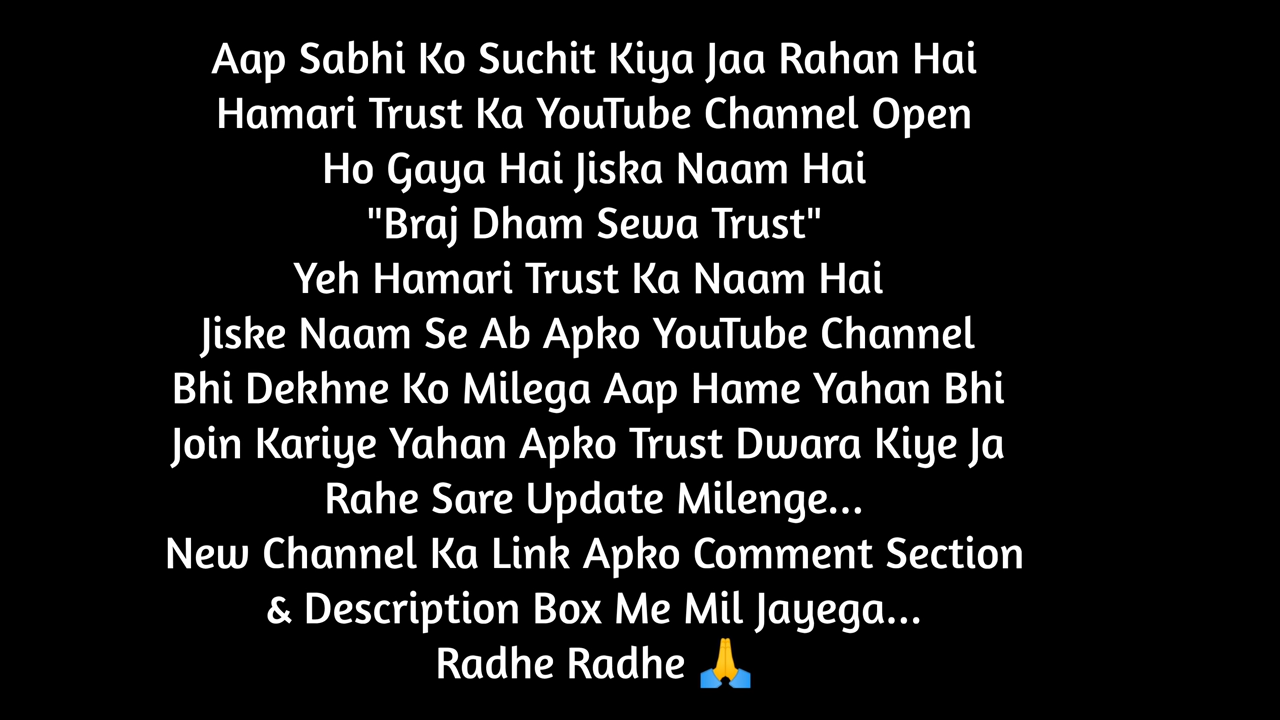 Aap Sabhi Ko Suchit Kiya Jaa Rahan Hai
Hamari Trust Ka YouTube Channel Open
Ho Gaya Hai Jiska Naam Hai
"Braj Dham Sewa Trust"
Yeh Hamari Trust Ka Naam Hai
Jiske Naam Se Ab Apko YouTube Channel
Bhi Dekhne Ko Milega Aap Hame Yahan Bhi
Join Kariye Yahan Apko Trust Dwara Kiye Ja
Rahe Sare Update Milenge...
New Channel Ka Link Apko Comment Section
& Description Box Me Mil Jayega...
Radhe Radhe 🙏